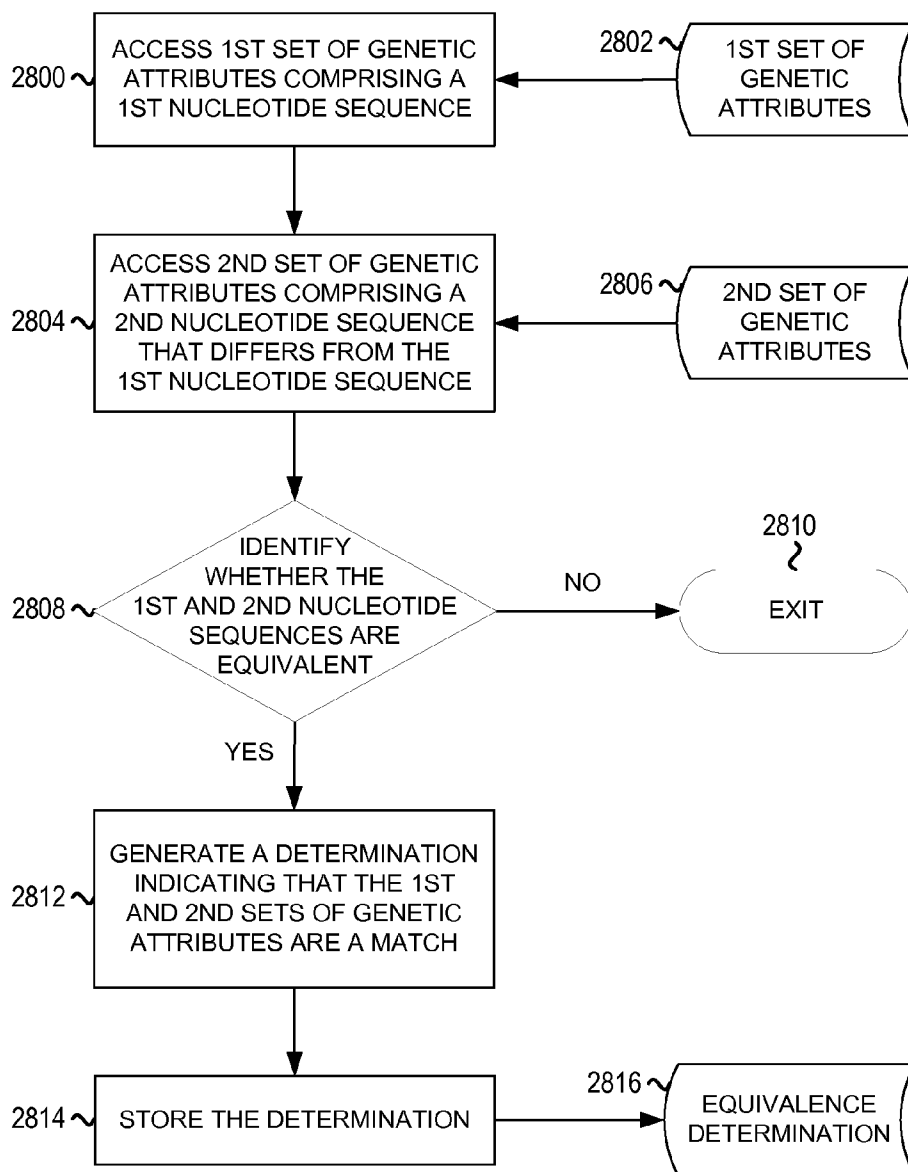 2800
ACCESS 1ST SET OF GENETIC
ATTRIBUTES COMPRISING A
1ST NUCLEOTIDE SEQUENCE
2802
1ST SET OF
GENETIC
ATTRIBUTES
2804
ACCESS 2ND SET OF GENETIC
ATTRIBUTES COMPRISING A
2ND NUCLEOTIDE SEQUENCE
THAT DIFFERS FROM THE
1ST NUCLEOTIDE SEQUENCE
2806
2ND SET OF
GENETIC
ATTRIBUTES
2808
IDENTIFY
WHETHER THE
1ST AND 2ND NUCLEOTIDE
SEQUENCES ARE
EQUIVALENT
NO
2810
EXIT
YES
2812
GENERATE A DETERMINATION
INDICATING THAT THE 1ST
AND 2ND SETS OF GENETIC
ATTRIBUTES ARE A MATCH
2814
STORE THE DETERMINATION
2816
EQUIVALENCE
DETERMINATION